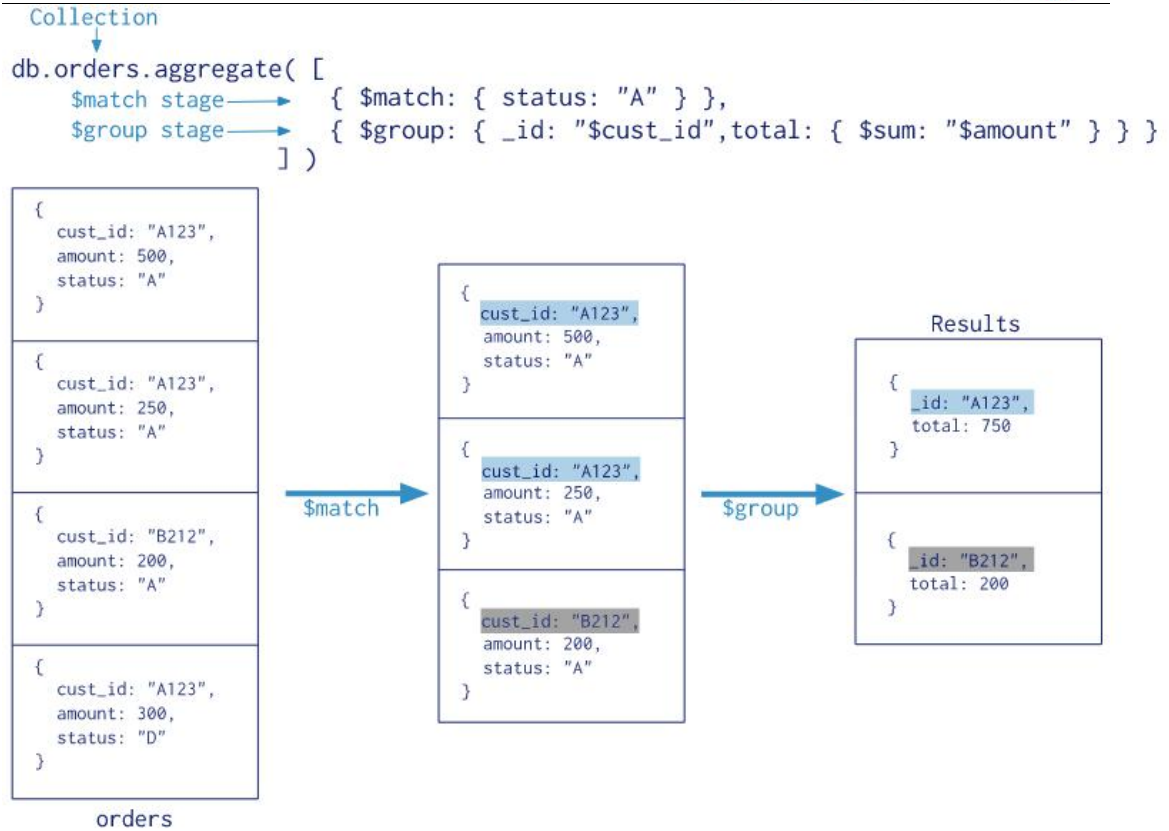 Collection
db.orders.aggregate( [
$match stage
{ $match: { status: "A" } },
$group stage
{ $group: { _id: "$cust_id",total: { $sum: "$amount" } } }
] )
{
cust_id: "A123",
amount: 500,
status: "A"
}
{
cust_id: "A123",
amount: 250,
status: "A"
}
{
cust_id: "B212",
amount: 200,
status: "A"
}
{
cust_id: "A123",
amount: 300,
status: "D"
}
orders
$match
{
cust_id: "A123",
amount: 500,
status: "A"
}
{
cust_id: "A123",
amount: 250,
status: "A"
}
{
cust_id: "B212",
amount: 200,
status: "A"
}
$group
Results
{
_id: "A123",
total: 750
}
{
_id: "B212",
total: 200
}